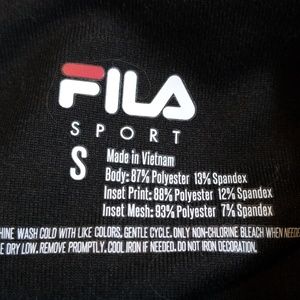 FILA
SPORT
S
Made in Vietnam
Body: 87% Polyester 13% Spandex
Inset Print: 88% Polyester 12% Spandex
Inset Mesh: 93% Polyester 7% Spandex
HINE WASH COLD WITH LIKE COLORS. GENTLE CYCLE. ONLY NON-CHLORINE BLEACH WHEN NEEDE
E DRY LOW. REMOVE PROMPTLY. COOL IRON IF NEEDED. DO NOT IRON DECORATION.